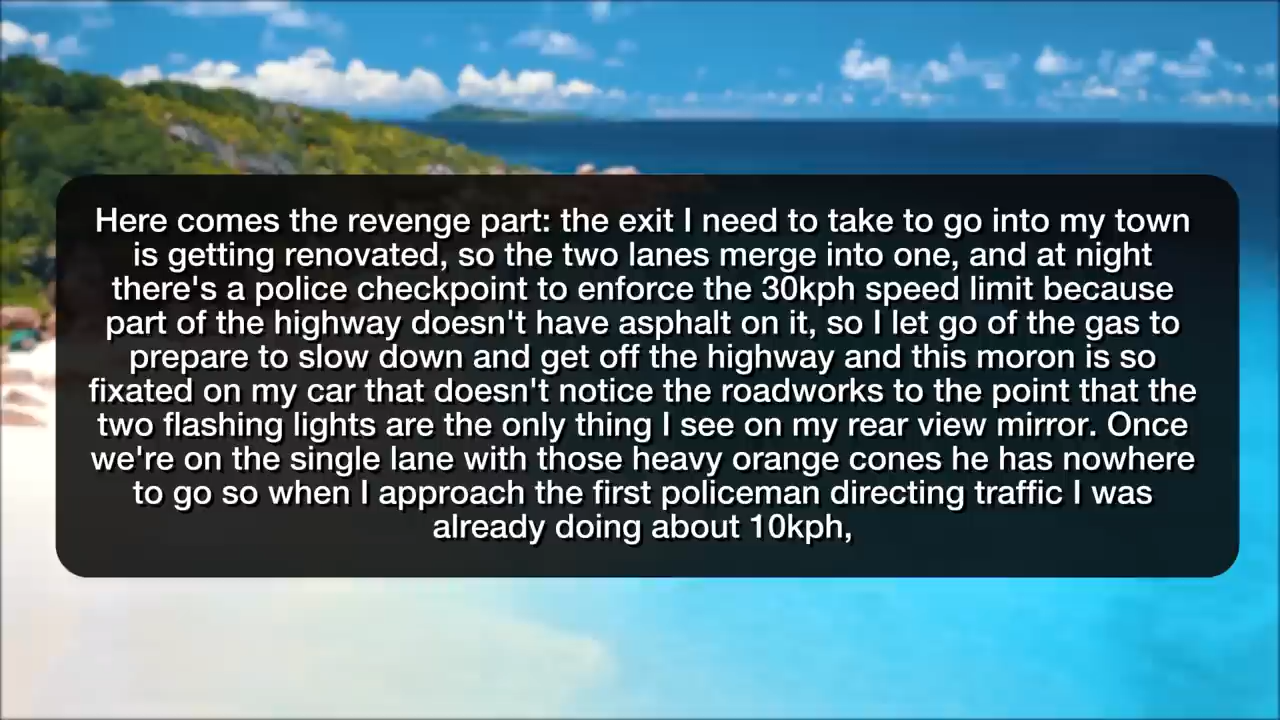 Here comes the revenge part: the exit I need to take to go into my town
is getting renovated, so the two lanes merge into one, and at night
there's a police checkpoint to enforce the 30kph speed limit because
part of the highway doesn't have asphalt on it, so I let go of the gas to
prepare to slow down and get off the highway and this moron is so
fixated on my car that doesn't notice the roadworks to the point that the
two flashing lights are the only thing I see on my rear view mirror. Once
we're on the single lane with those heavy orange cones he has nowhere
to go so when I approach the first policeman directing traffic I was
already doing about 10kph,